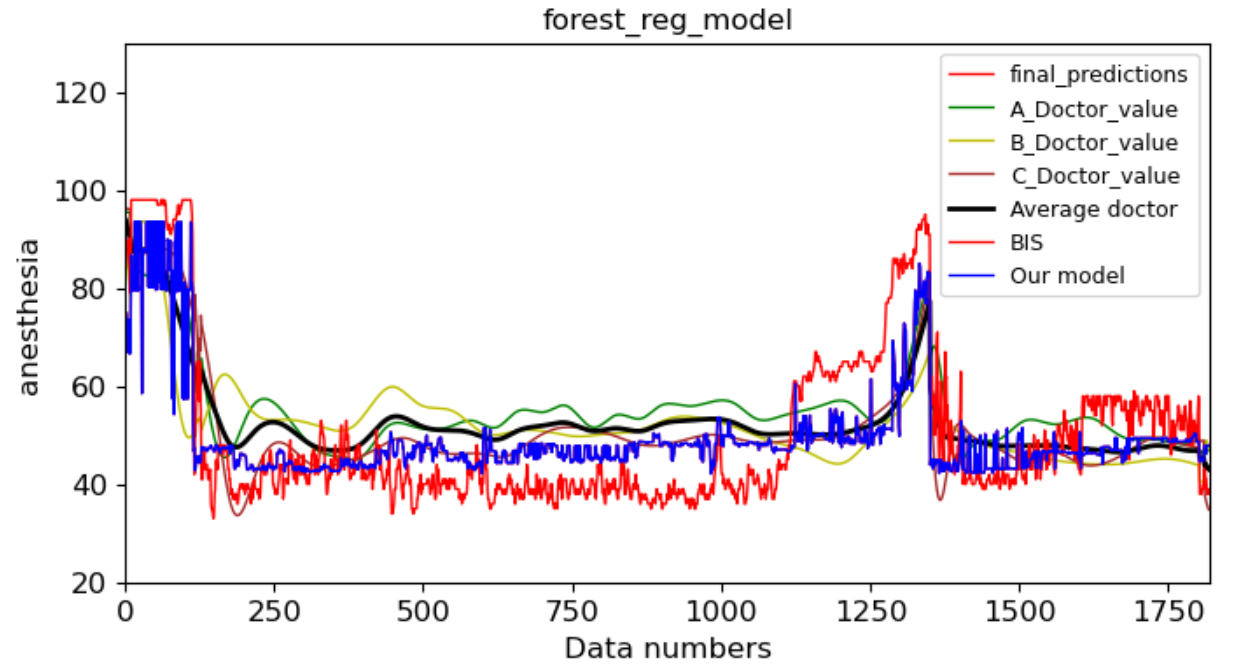 forest_reg_model
120
100
80
60
40
20
anesthesia
final_predictions
A_Doctor_value
B_Doctor_value
C_Doctor_value
Average doctor
BIS
Our model
0 250 500 750 1000 1250 1500 1750
Data numbers